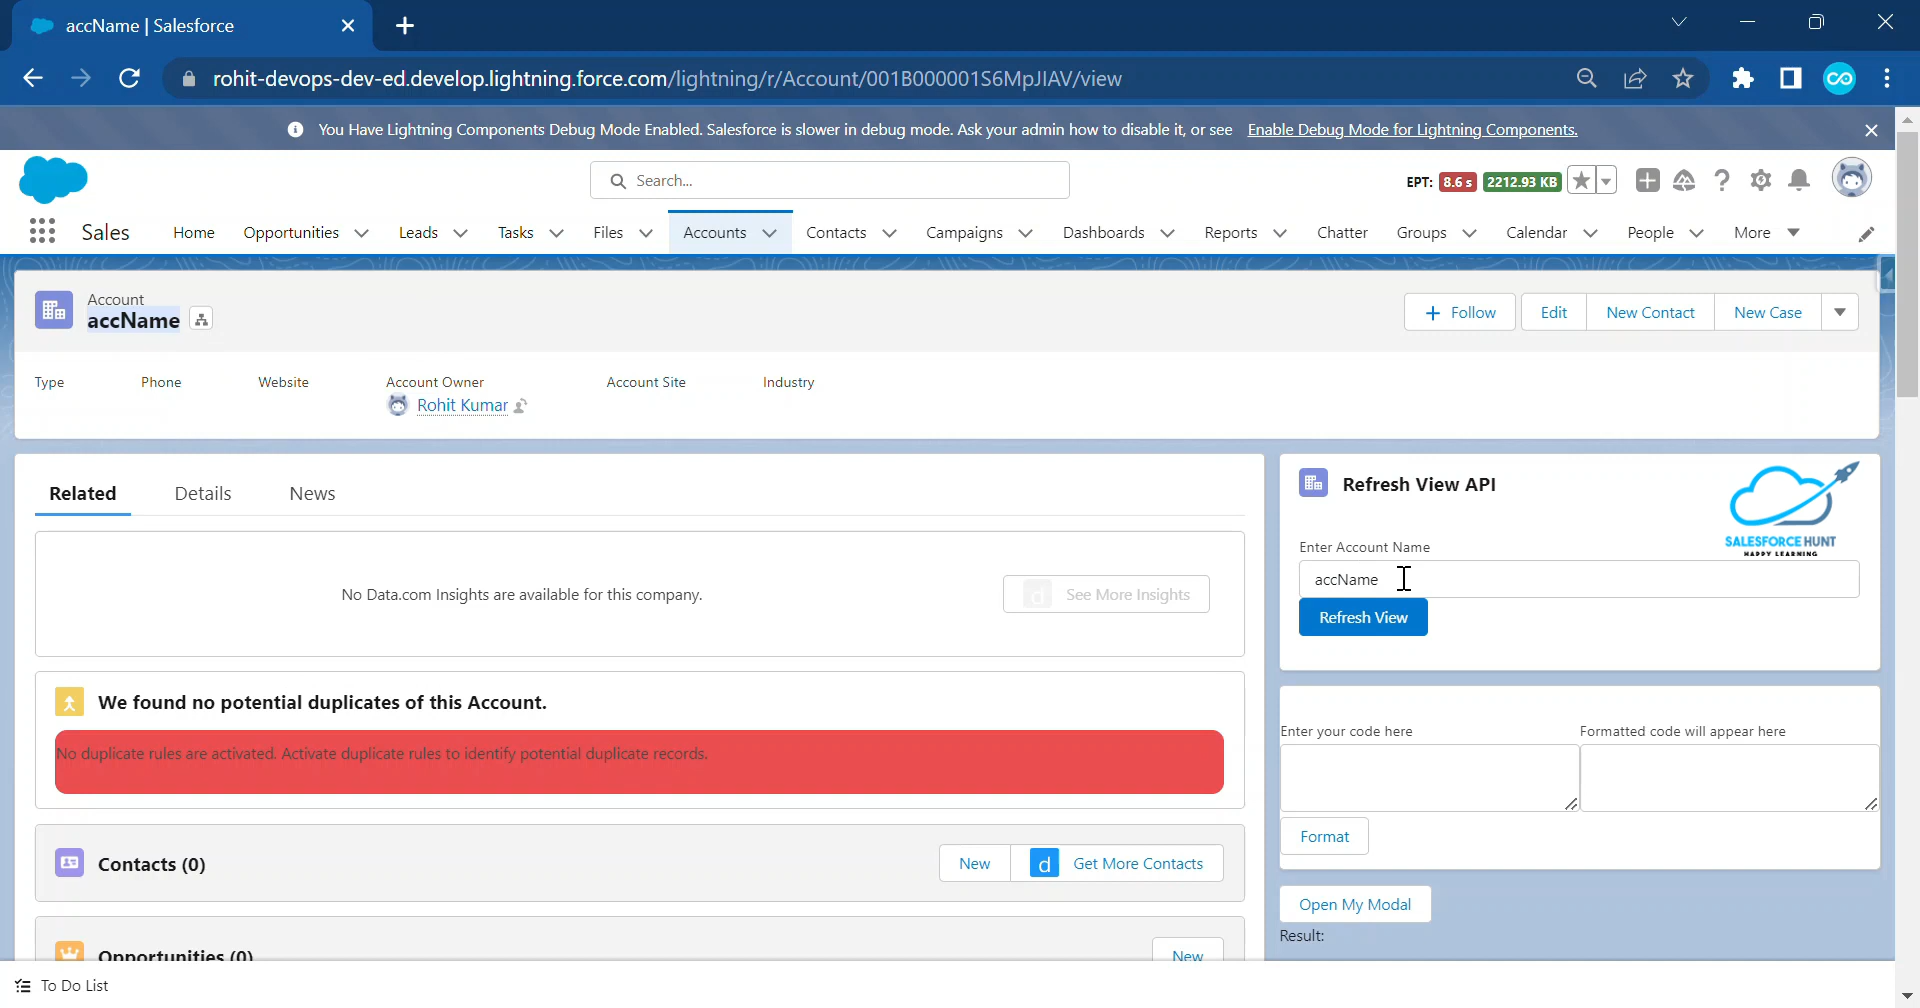 accName | Salesforce
rohit-devops-dev-ed.develop.lightning.force.com/lightning/r/Account/001B000001S6MpJIAV/view
You Have Lightning Components Debug Mode Enabled. Salesforce is slower in debug mode. Ask your admin how to disable it, or see Enable Debug Mode for Lightning Components.
Search...
EPT: 8.6 s 2212.93 KB
Sales Home Opportunities Leads Tasks Files Accounts Contacts Campaigns Dashboards Reports Chatter Groups Calendar People More
Account
accName
Follow Edit New Contact New Case
Type Phone Website Account Owner Account Site Industry
Rohit Kumar
Related Details News
No Data.com Insights are available for this company.
d See More Insights
We found no potential duplicates of this Account.
No duplicate rules are activated. Activate duplicate rules to identify potential duplicate records.
Contacts (0)
New d Get More Contacts
Opportunities (0)
New
Refresh View API
SALESFORCE HUNT
HAPPY LEARNING
Enter Account Name
accName
Refresh View
Enter your code here Formatted code will appear here
Format
Open My Modal
Result:
To Do List